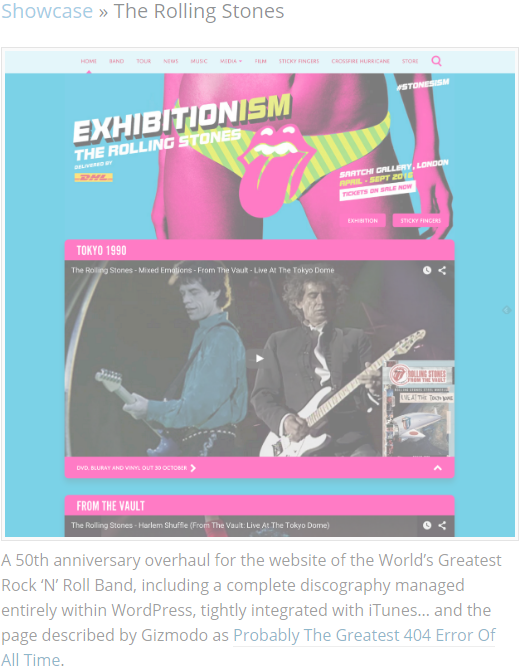 Showcase » The Rolling Stones
HOME BAND TOUR NEWS MUSIC MEDIA FILM STICKY FINGERS CROSSFIRE HURRICANE STORE
#STONESISM
EXHIBITIONISM
THE ROLLING STONES
DELIVERED BY
DHL
SAATCHI GALLERY, LONDON
APRIL - SEPT 2016
TICKETS ON SALE NOW
EXHIBITION STICKY FINGERS
TOKYO 1990
The Rolling Stones - Mixed Emotions - From The Vault - Live At The Tokyo Dome
ROLLING STONES
FROM THE VAULT
LIVE AT THE TOKYO DOME
DVD, BLURAY AND VINYL OUT 30 OCTOBER
FROM THE VAULT
The Rolling Stones - Harlem Shuffle (From The Vault: Live At The Tokyo Dome)
A 50th anniversary overhaul for the website of the World’s Greatest
Rock ‘N’ Roll Band, including a complete discography managed
entirely within WordPress, tightly integrated with iTunes… and the
page described by Gizmodo as Probably The Greatest 404 Error Of
All Time.